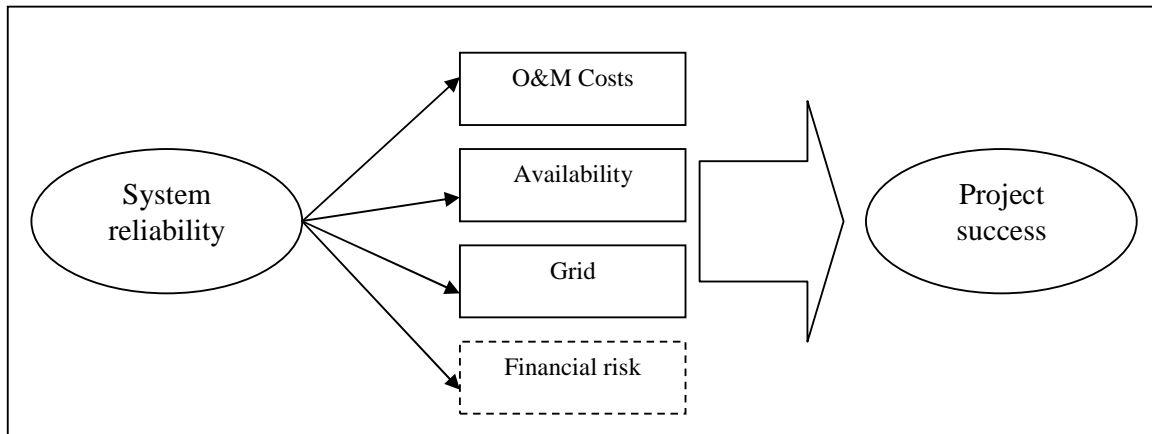 System
reliability
O&M Costs
Availability
Grid
Financial risk
Project
success